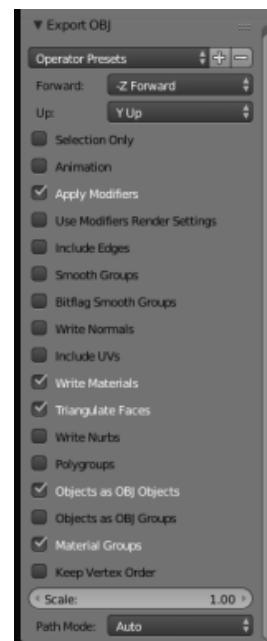 Export OBJ
Operator Presets
Forward: -Z Forward
Up: Y Up
Selection Only
Animation
Apply Modifiers
Use Modifiers Render Settings
Include Edges
Smooth Groups
Bitflag Smooth Groups
Write Normals
Include UVs
Write Materials
Triangulate Faces
Write Nurbs
Polygroups
Objects as OBJ Objects
Objects as OBJ Groups
Material Groups
Keep Vertex Order
Scale: 1.00
Path Mode: Auto